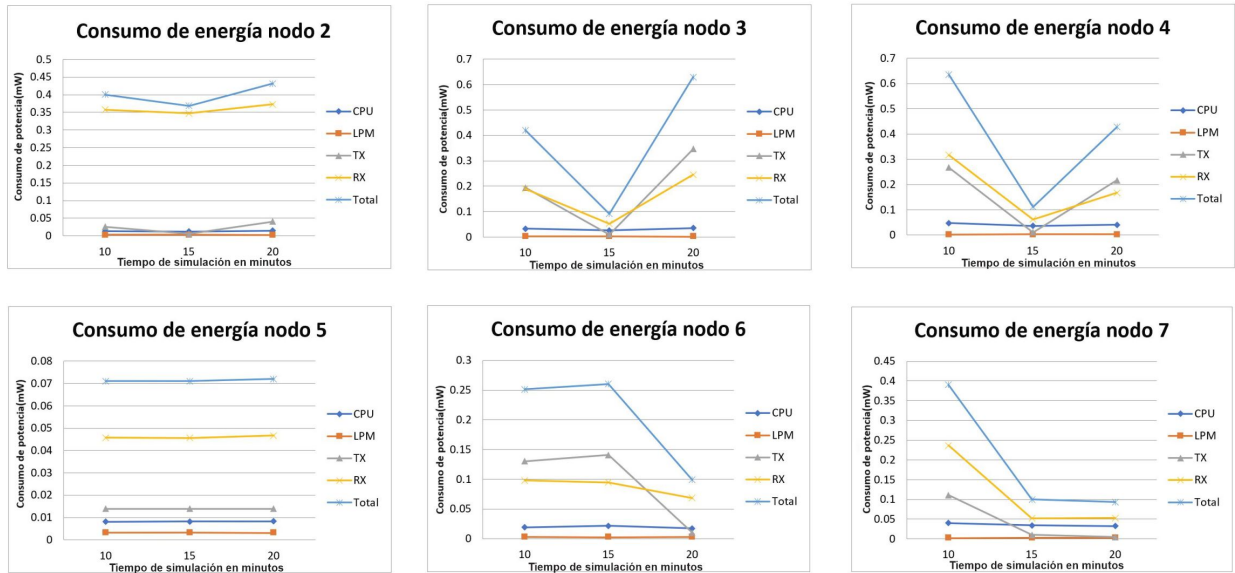 Consumo de energía nodo 2
Consumo de potencia(mW)
0.5
0.45
0.4
0.35
0.3
0.25
0.2
0.15
0.1
0.05
0
10
15
20
Tiempo de simulación en minutos
CPU
LPM
TX
RX
Total
Consumo de energía nodo 3
Consumo de potencia(mW)
0.7
0.6
0.5
0.4
0.3
0.2
0.1
0
10
15
20
Tiempo de simulación en minutos
CPU
LPM
TX
RX
Total
Consumo de energía nodo 4
Consumo de potencia(mW)
0.7
0.6
0.5
0.4
0.3
0.2
0.1
0
10
15
20
Tiempo de simulación en minutos
CPU
LPM
TX
RX
Total
Consumo de energía nodo 5
Consumo de potencia(mW)
0.08
0.07
0.06
0.05
0.04
0.03
0.02
0.01
0
10
15
20
Tiempo de simulación en minutos
CPU
LPM
TX
RX
Total
Consumo de energía nodo 6
Consumo de potencia(mW)
0.3
0.25
0.2
0.15
0.1
0.05
0
10
15
20
Tiempo de simulación en minutos
CPU
LPM
TX
RX
Total
Consumo de energía nodo 7
Consumo de potencia(mW)
0.45
0.4
0.35
0.3
0.25
0.2
0.15
0.1
0.05
0
10
15
20
Tiempo de simulación en minutos
CPU
LPM
TX
RX
Total